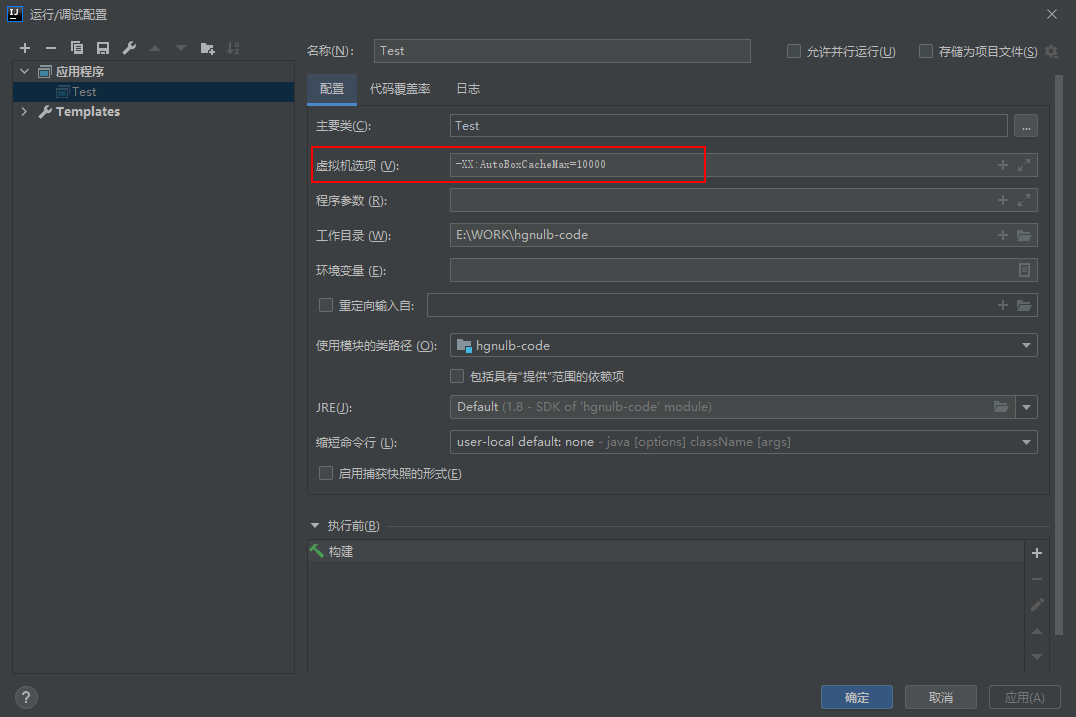 运行/调试配置
名称(N): Test 允许并行运行(U) 存储为项目文件(S)
应用程序
Test
Templates
配置 代码覆盖率 日志
主要类(C): Test ...
虚拟机选项 (V): -XX:AutoBoxCacheMax=10000
程序参数 (R):
工作目录 (W): E:\WORK\hgnulb-code
环境变量 (E):
重定向输入自:
使用模块的类路径 (O): hgnulb-code
包括具有“提供”范围的依赖项
JRE(J): Default (1.8 - SDK of 'hgnulb-code' module)
缩短命令行 (L): user-local default: none - java [options] className [args]
启用捕获快照的形式(E)
执行前(B)
构建
? 确定 取消 应用(A)